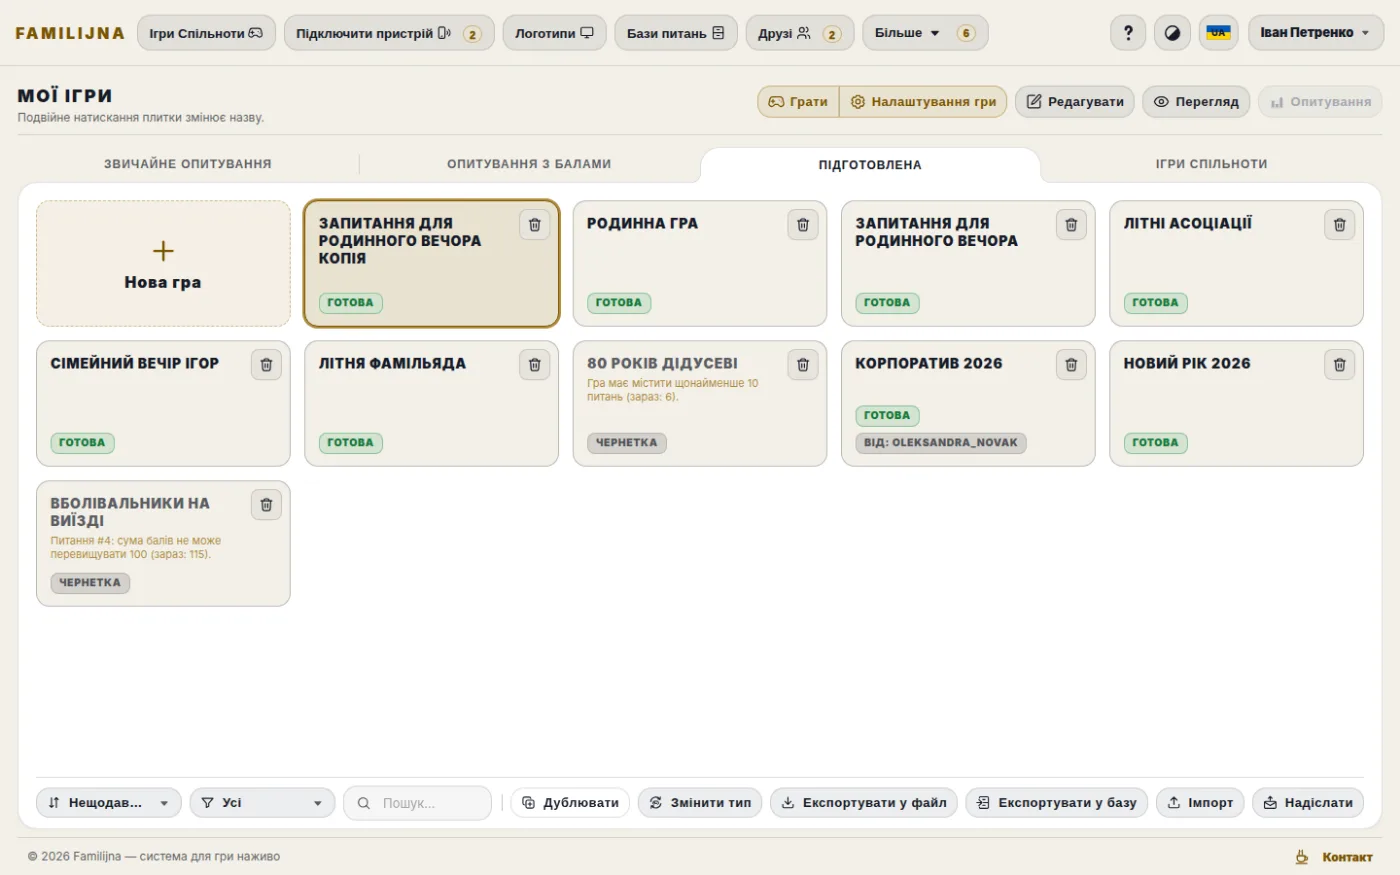 FAMILIJNA
Ігри Спільноти
Підключити пристрій 2
Логотипи
Бази питань
Друзі 2
Більше 6
?
UA
Іван Петренко
МОЇ ІГРИ
Подвійне натискання плитки змінює назву.
Грати
Налаштування гри
Редагувати
Перегляд
Опитування
ЗВИЧАЙНЕ ОПИТУВАННЯ
ОПИТУВАННЯ З БАЛАМИ
ПІДГОТОВЛЕНА
ІГРИ СПІЛЬНОТИ
Нова гра
ЗАПИТАННЯ ДЛЯ
РОДИННОГО ВЕЧОРА
КОПІЯ
ГОТОВА
РОДИННА ГРА
ГОТОВА
ЗАПИТАННЯ ДЛЯ
РОДИННОГО ВЕЧОРА
ГОТОВА
ЛІТНІ АСОЦІАЦІЇ
ГОТОВА
СІМЕЙНИЙ ВЕЧІР ІГОР
ГОТОВА
ЛІТНЯ ФАМІЛЬЯДА
ГОТОВА
80 РОКІВ ДІДУСЕВІ
Гра має містити щонайменше 10
питань (зараз: 6).
ЧЕРНЕТКА
КОРПОРАТИВ 2026
ГОТОВА
ВІД: OLEKSANDRA_NOVAK
НОВИЙ РІК 2026
ГОТОВА
ВБОЛІВАЛЬНИКИ НА
ВИЇЗДІ
Питання #4: сума балів не може
перевищувати 100 (зараз: 115).
ЧЕРНЕТКА
Нещодав...
Усі
Пошук...
Дублювати
Змінити тип
Експортувати у файл
Експортувати у базу
Імпорт
Надіслати
© 2026 Familijna — система для гри наживо
Контакт